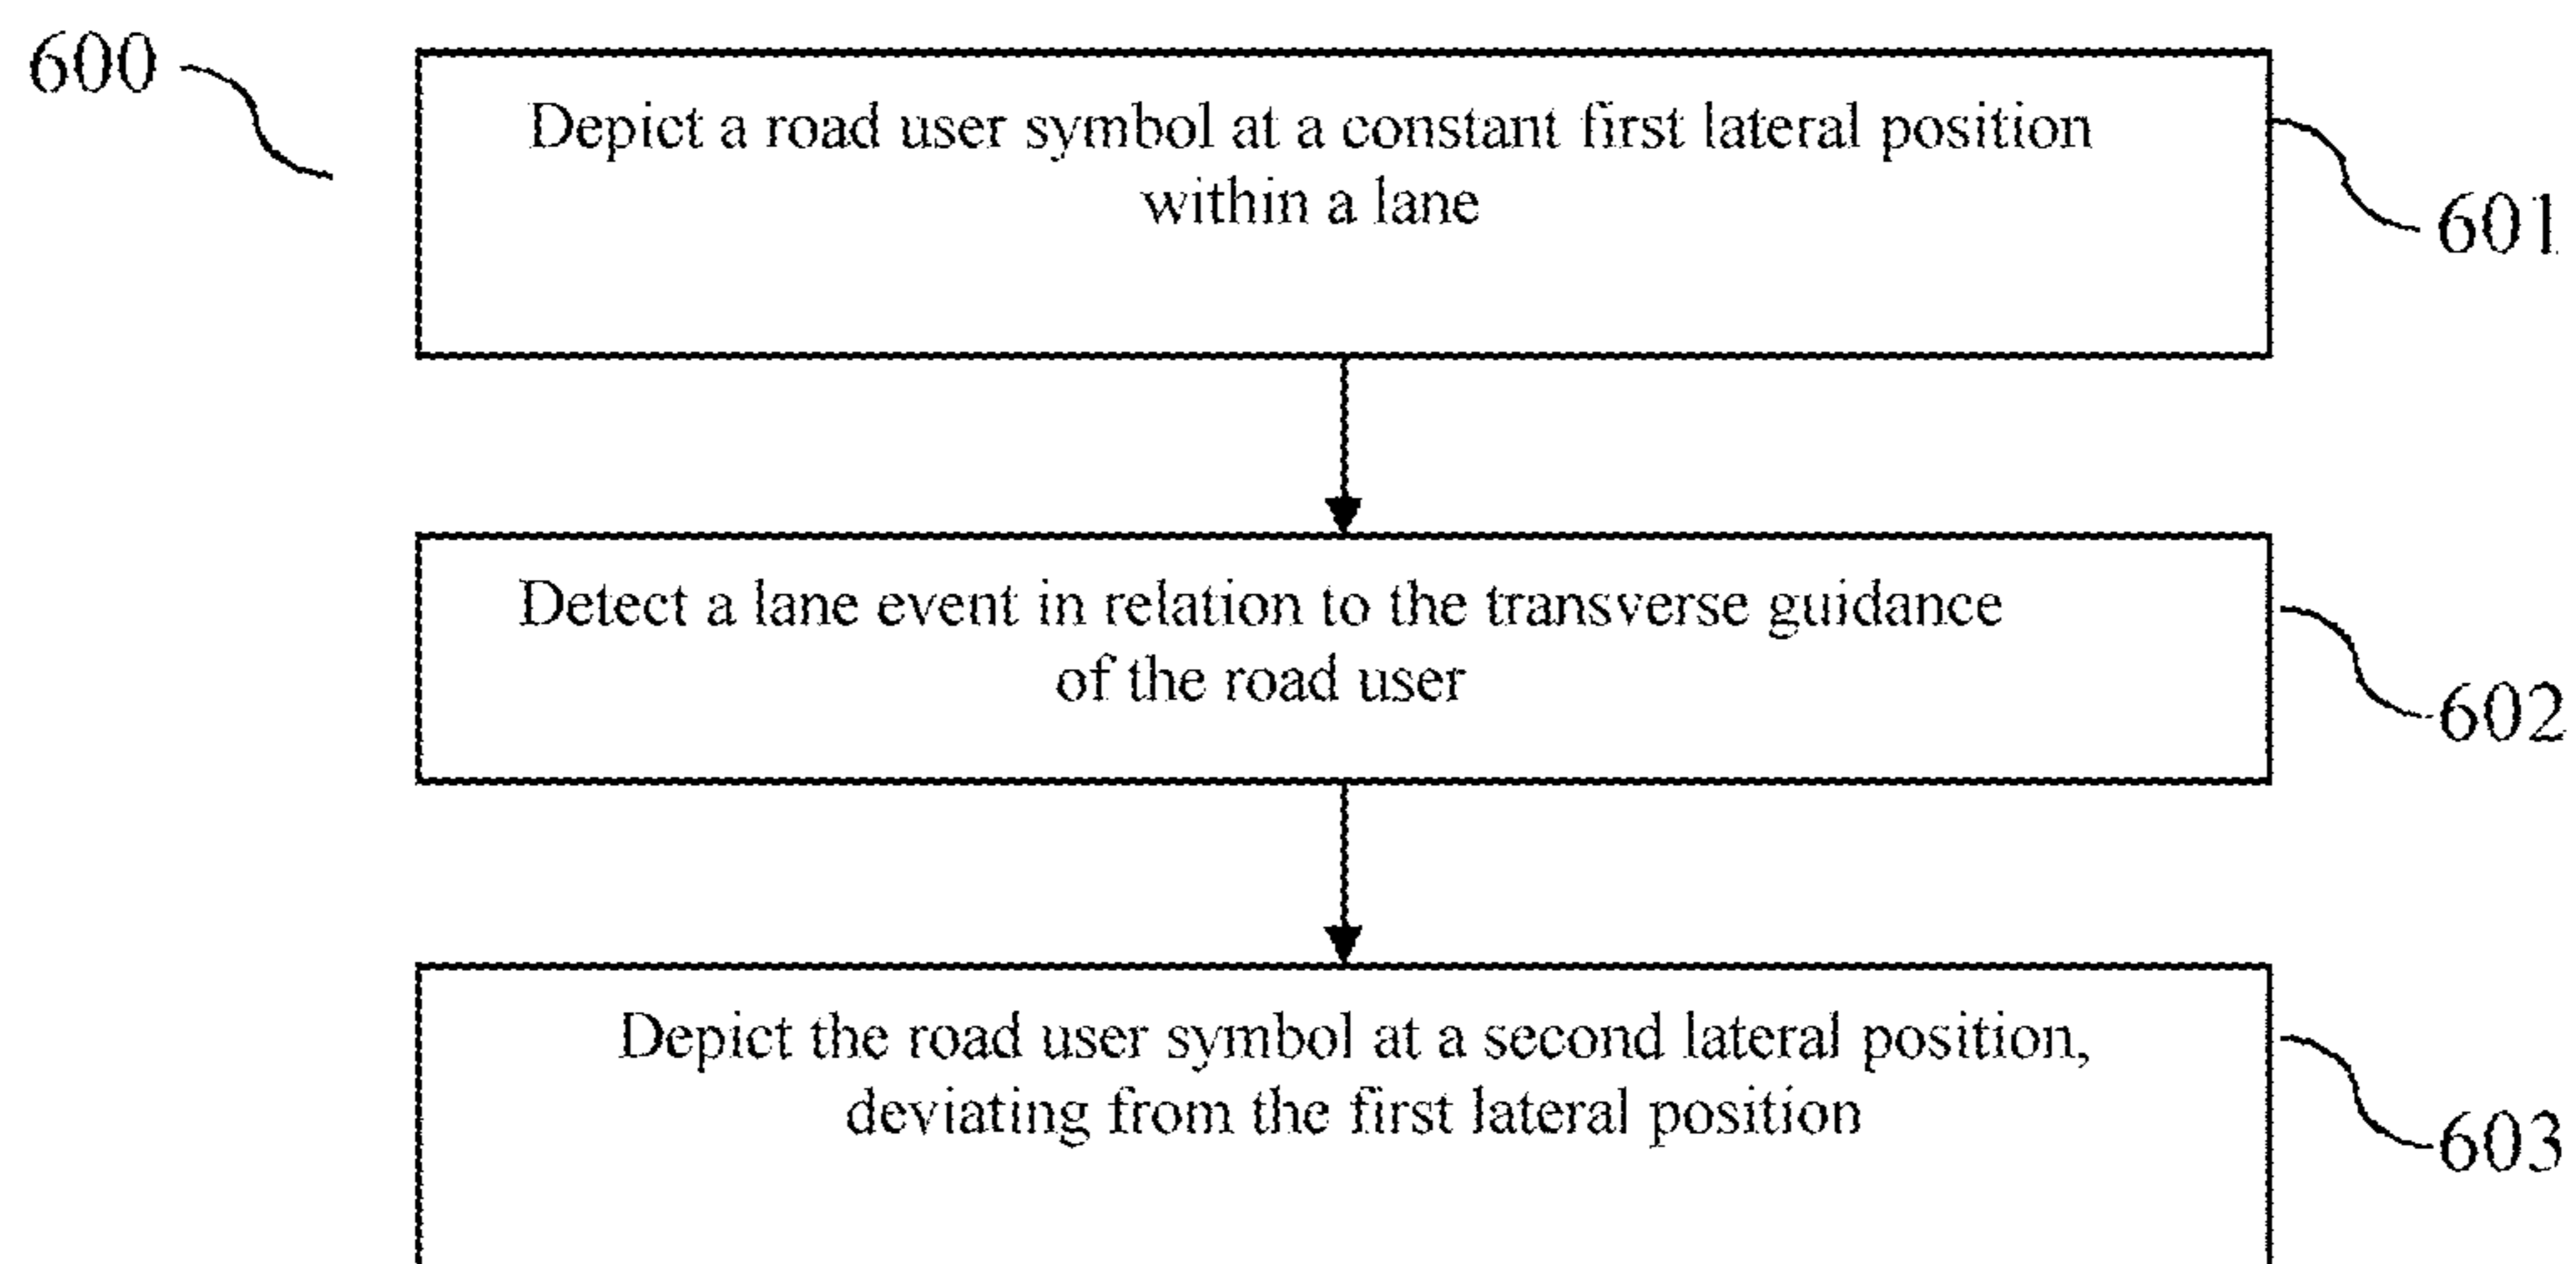 600
Depict a road user symbol at a constant first lateral position
within a lane
601
Detect a lane event in relation to the transverse guidance
of the road user
602
Depict the road user symbol at a second lateral position,
deviating from the first lateral position
603